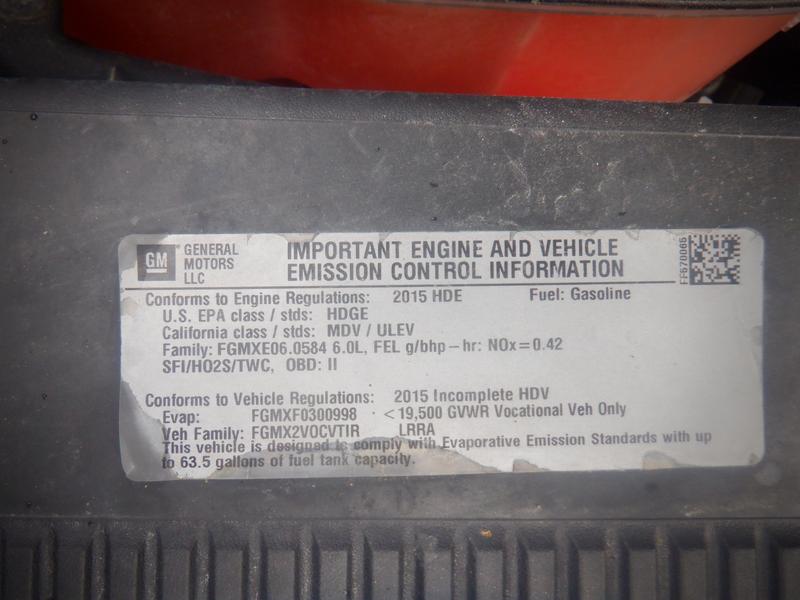 GM
GENERAL
MOTORS
LLC
IMPORTANT ENGINE AND VEHICLE
EMISSION CONTROL INFORMATION
FF670065
Conforms to Engine Regulations: 2015 HDE Fuel: Gasoline
U.S. EPA class / stds: HDGE
California class / stds: MDV / ULEV
Family: FGMXE06.0584 6.0L, FEL g/bhp-hr: NOx=0.42
SFI/HO2S/TWC, OBD: II
Conforms to Vehicle Regulations: 2015 Incomplete HDV
Evap: FGMXF0300998 <19,500 GVWR Vocational Veh Only
Veh Family: FGMX2VOCVTIR LRRA
This vehicle is designed to comply with Evaporative Emission Standards with up
to 63.5 gallons of fuel tank capacity.